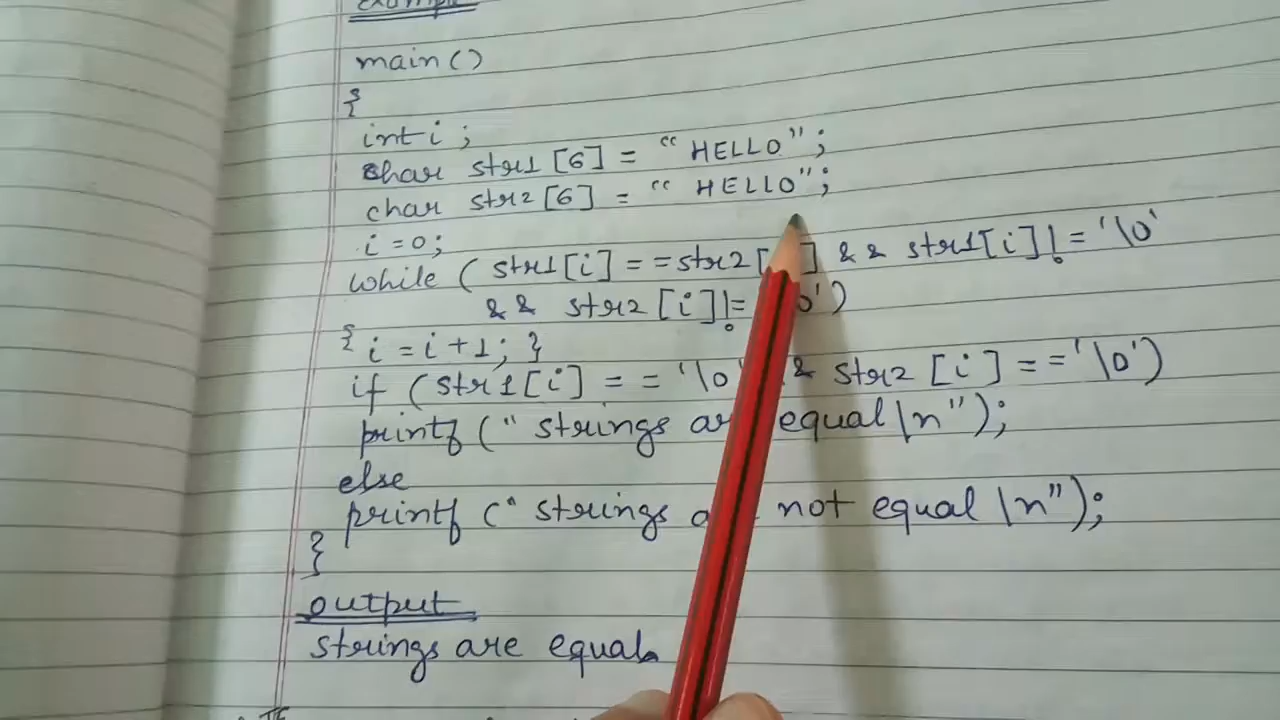 Example
main()
{
int i;
char str1[6] = "HELLO";
char str2[6] = "HELLO";
i=0;
while (str1[i]==str2[ ] && str1[i]!='\0'
&& str2[i]!= 0')
{i=i+1;}
if (str1[i]=='\0' & str2[i]=='\0')
printf("strings equal\n");
else
printf("strings not equal\n");
}
output
strings are equal.